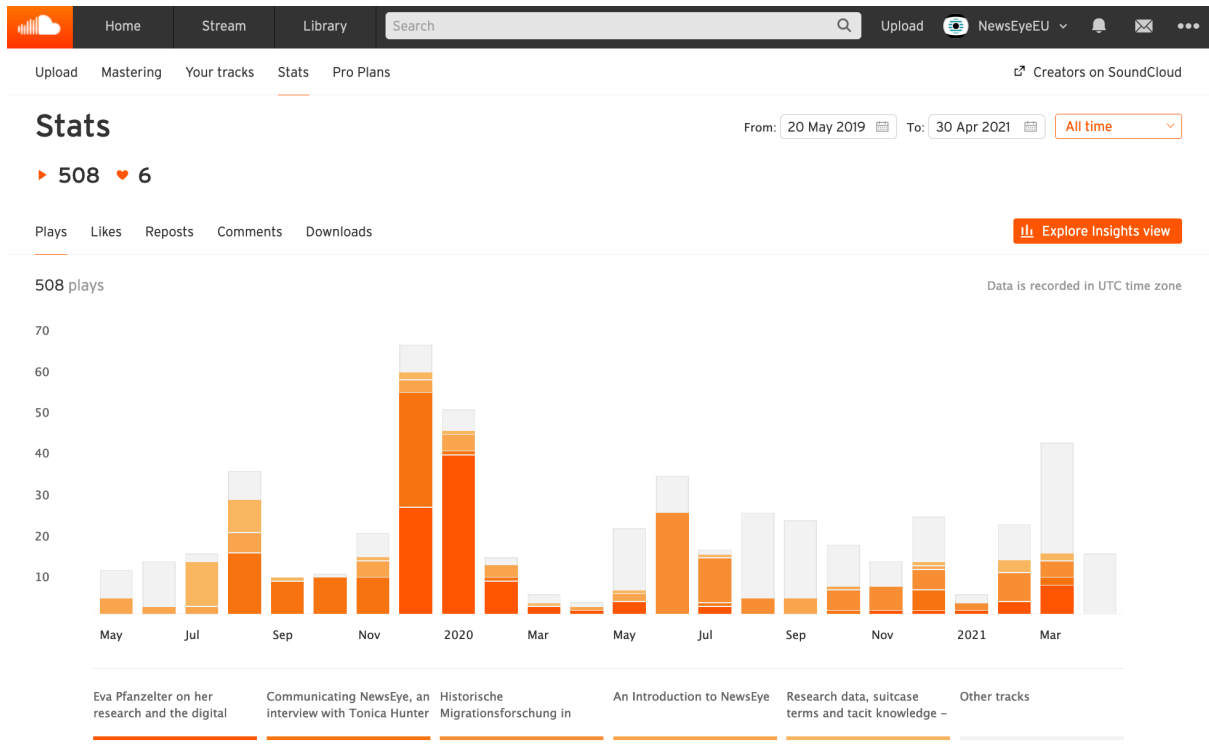 Home Stream Library Search Upload NewsEyeEU
Upload Mastering Your tracks Stats Pro Plans Creators on SoundCloud
Stats
From: 20 May 2019 To: 30 Apr 2021 All time
508 6
Plays Likes Reposts Comments Downloads Explore Insights view
508 plays Data is recorded in UTC time zone
70
60
50
40
30
20
10
May Jul Sep Nov 2020 Mar May Jul Sep Nov 2021 Mar
Eva Pfanzelter on her
research and the digital
Communicating NewsEye, an
interview with Tonica Hunter
Historische
Migrationsforschung in
An Introduction to NewsEye
Research data, suitcase
terms and tacit knowledge –
Other tracks